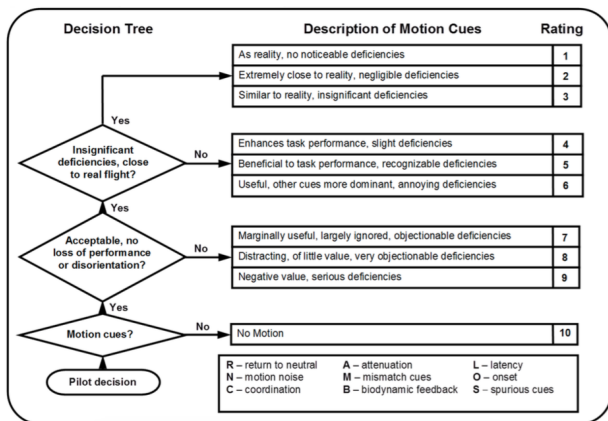 Decision Tree
Description of Motion Cues
Rating
As reality, no noticeable deficiencies
1
Extremely close to reality, negligible deficiencies
2
Similar to reality, insignificant deficiencies
3
Yes
Insignificant
deficiencies, close
to real flight?
No
Enhances task performance, slight deficiencies
4
Beneficial to task performance, recognizable deficiencies
5
Useful, other cues more dominant, annoying deficiencies
6
Yes
Acceptable, no
loss of performance
or disorientation?
No
Marginally useful, largely ignored, objectionable deficiencies
7
Distracting, of little value, very objectionable deficiencies
8
Negative value, serious deficiencies
9
Yes
Motion cues?
No
No Motion
10
Pilot decision
R – return to neutral A – attenuation L – latency
N – motion noise M – mismatch cues O – onset
C – coordination B – biodynamic feedback S – spurious cues